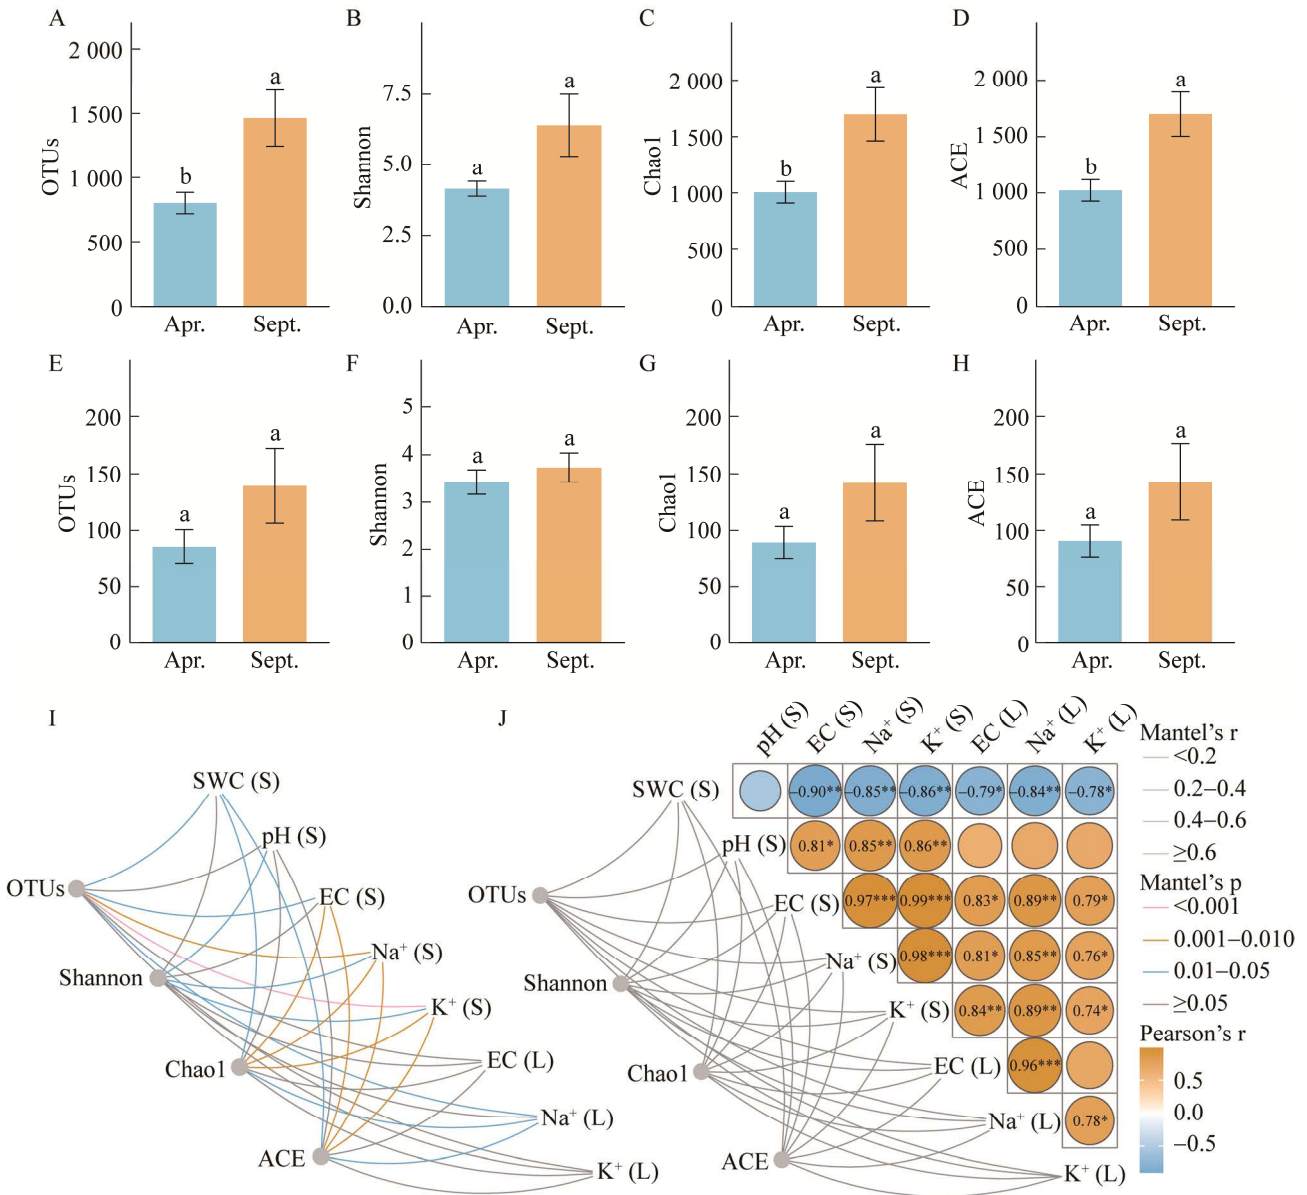 A
B
C
D
2 000
1 500
1 000
500
0
OTUs
b
a
Apr.
Sept.
7.5
5.0
2.5
0.0
Shannon
a
a
Apr.
Sept.
2 000
1 500
1 000
500
0
Chao1
b
a
Apr.
Sept.
2 000
1 500
1 000
500
0
ACE
b
a
Apr.
Sept.
E
F
G
H
200
150
100
50
0
OTUs
a
a
Apr.
Sept.
5
4
3
2
1
0
Shannon
a
a
Apr.
Sept.
200
150
100
50
0
Chao1
a
a
Apr.
Sept.
200
150
100
50
0
ACE
a
a
Apr.
Sept.
I
SWC (S)
pH (S)
OTUs
EC (S)
Na⁺ (S)
Shannon
K⁺ (S)
EC (L)
Chao1
Na⁺ (L)
ACE
K⁺ (L)
J
pH (S)
EC (S)
Na⁺ (S)
K⁺ (S)
EC (L)
Na⁺ (L)
K⁺ (L)
SWC (S)
−0.90** −0.85** −0.86** −0.79* −0.84** −0.78*
pH (S)
0.81* 0.85** 0.86**
OTUs
EC (S)
0.97*** 0.99*** 0.83* 0.89** 0.79*
Na⁺ (S)
0.98*** 0.81* 0.85** 0.76*
Shannon
K⁺ (S)
0.84** 0.89** 0.74*
EC (L)
0.96***
Chao1
Na⁺ (L)
0.78*
ACE
K⁺ (L)
Mantel's r
<0.2
0.2–0.4
0.4–0.6
≥0.6
Mantel's p
<0.001
0.001–0.010
0.01–0.05
≥0.05
Pearson's r
0.5
0.0
−0.5